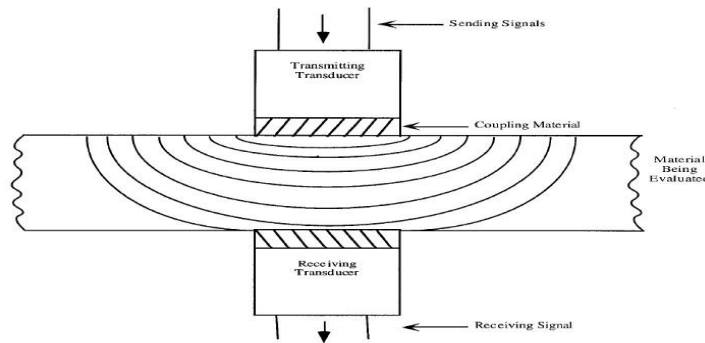 Sending Signals
Transmitting
Transducer
Coupling Material
Material
Being
Evaluated
Receiving
Transducer
Receiving Signal